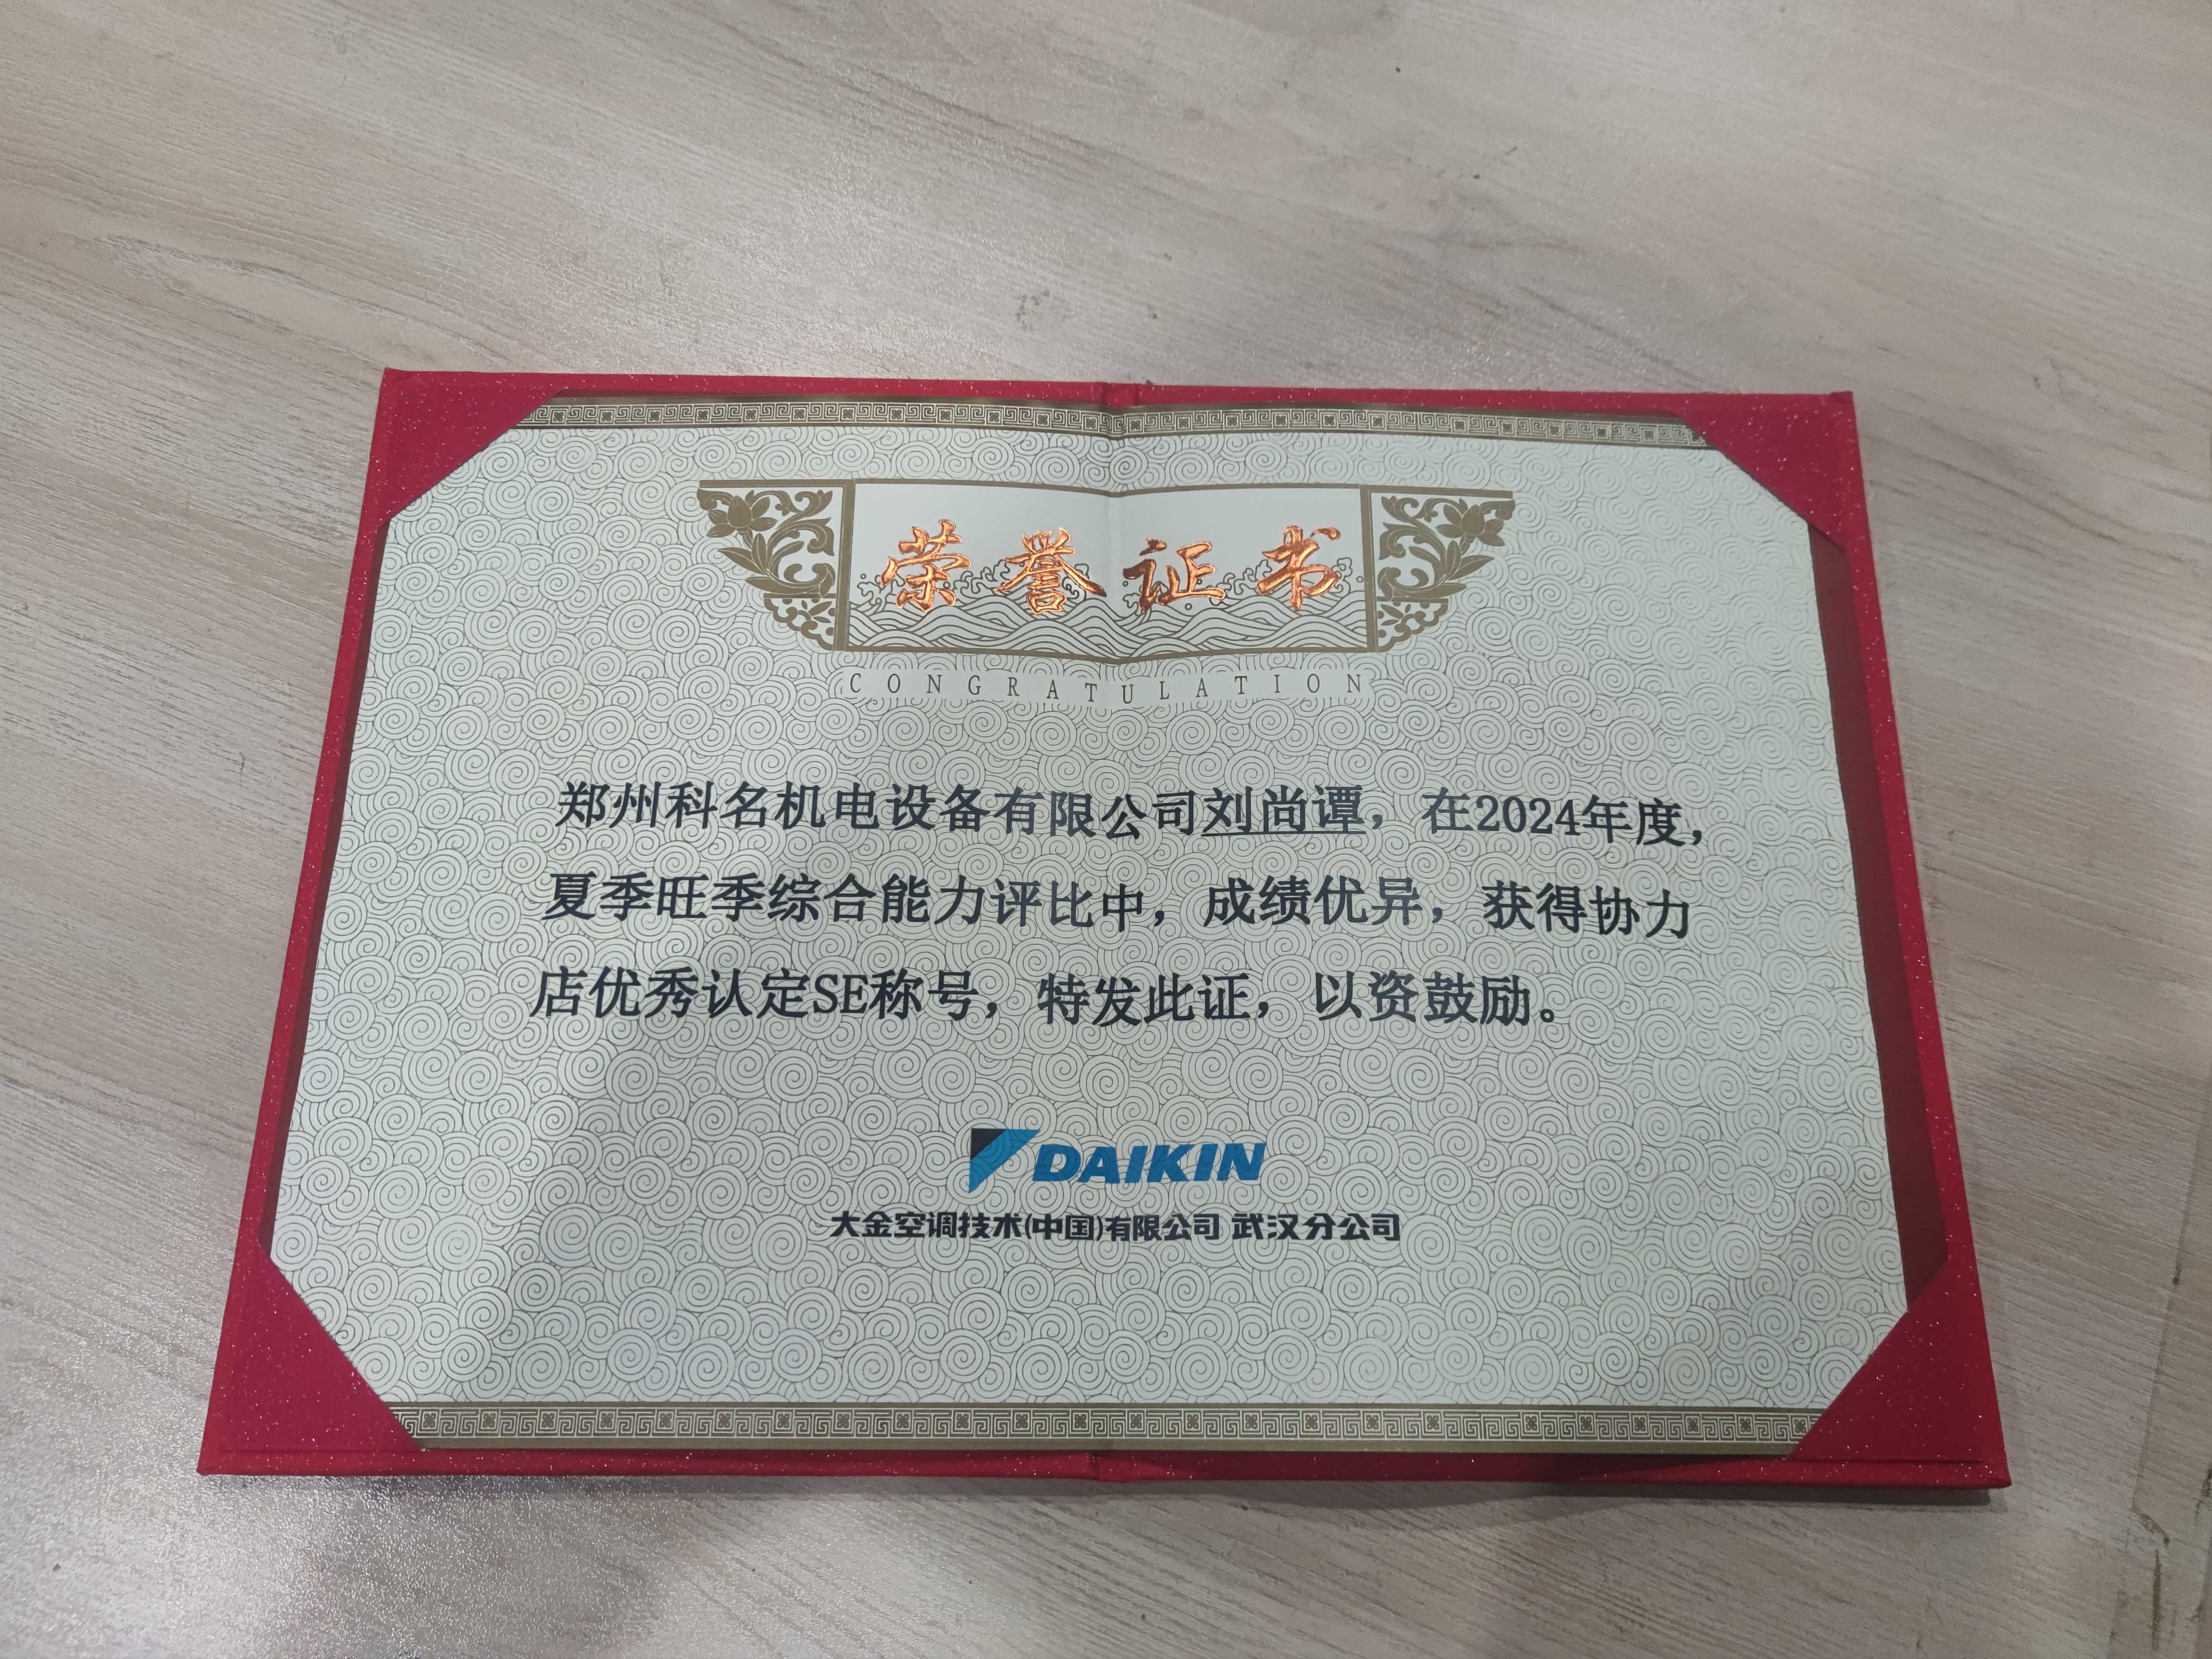 荣誉证书
CONGRATULATION
郑州科名机电设备有限公司刘尚谭，在2024年度，
夏季旺季综合能力评比中，成绩优异，获得协力
店优秀认定SE称号，特发此证，以资鼓励。
DAIKIN
大金空调技术(中国)有限公司 武汉分公司